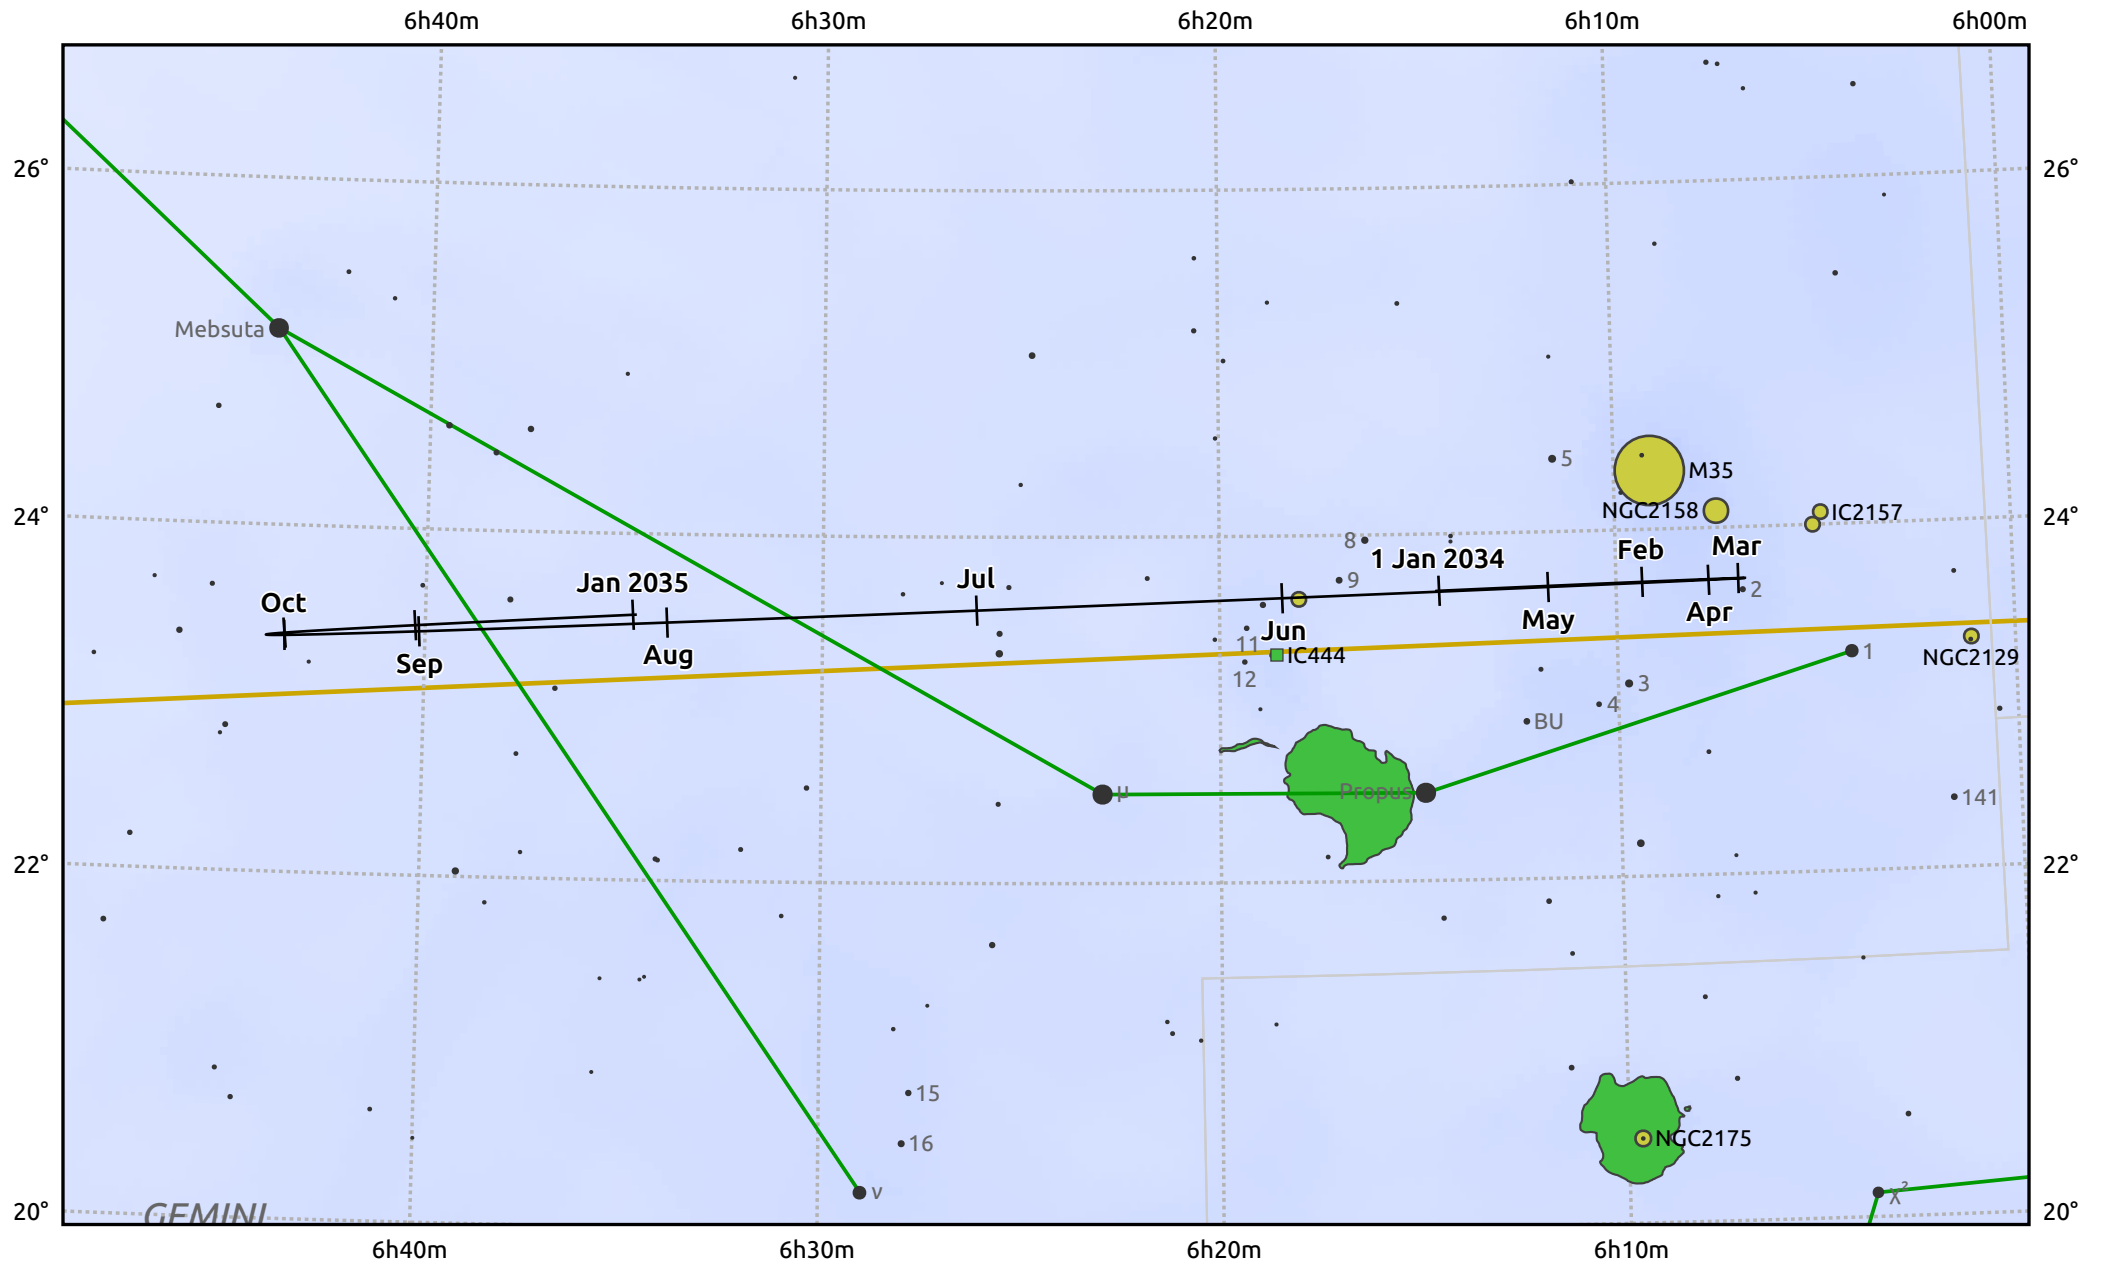 6h40m 6h30m 6h20m 6h10m 6h00m
26° 26°
Mebsuta
5 M35
NGC2158 IC2157
24° 24°
8
1 Jan 2034 Feb Mar
Oct Jan 2035 Jul 9 2
11 Jun May Apr
Sep Aug IC444 1 NGC2129
12 3
4
BU
µ Propus 141
22° 22°
15
16 NGC2175
ν χ²
GEMINI
20° 20°
6h40m 6h30m 6h20m 6h10m